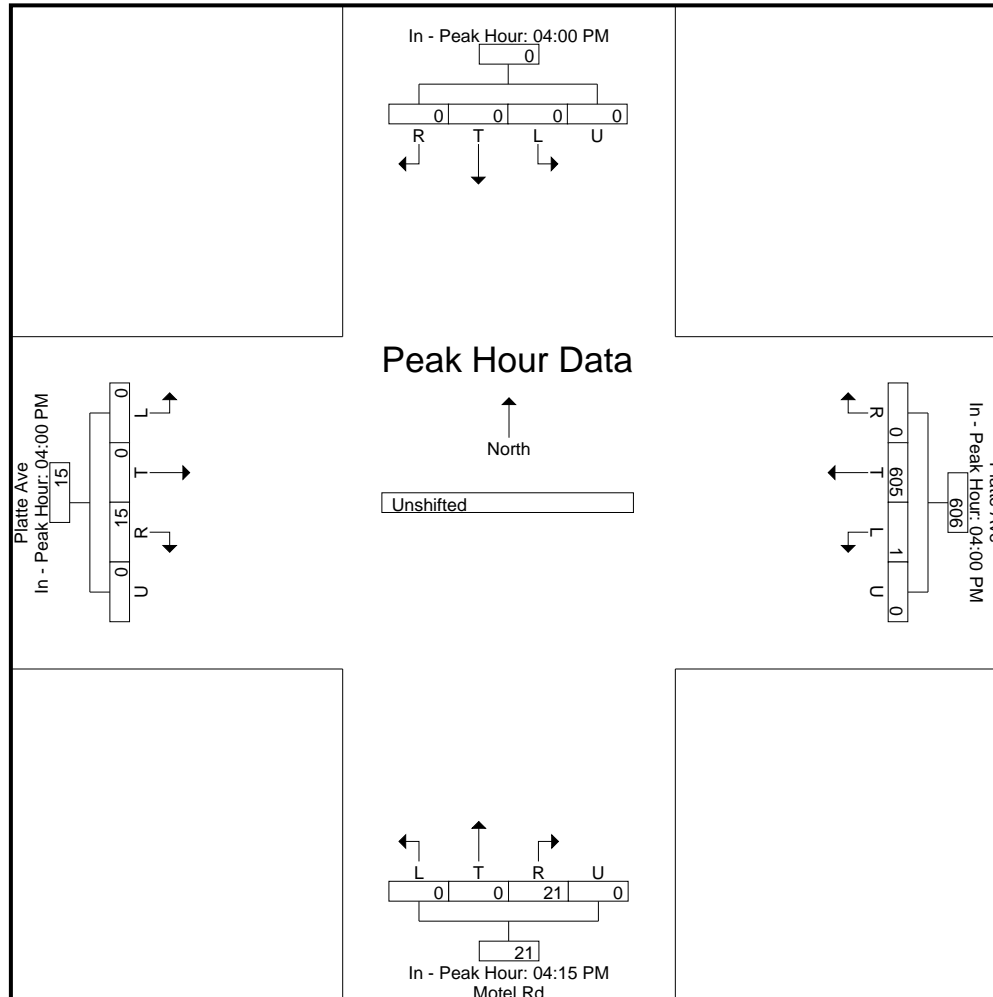 In - Peak Hour: 04:00 PM
0
0 0 0 0
R T L U
Peak Hour Data
North
Unshifted
Platte Ave
In - Peak Hour: 04:00 PM
15
0 0 15 0
L T R U
R T L U
0 605 1 0
606
In - Peak Hour: 04:00 PM
L T R U
0 0 21 0
21
In - Peak Hour: 04:15 PM
Motel Rd